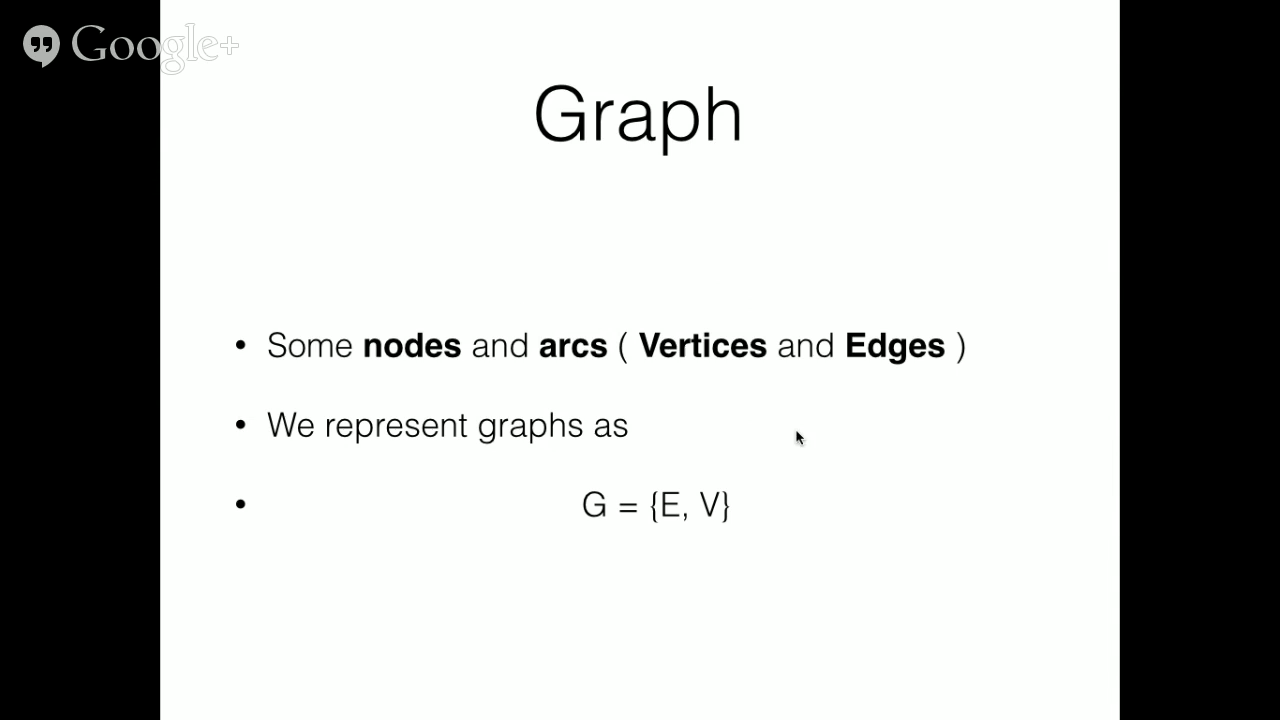 Google+
Graph
• Some nodes and arcs ( Vertices and Edges )
• We represent graphs as
• G = {E, V}